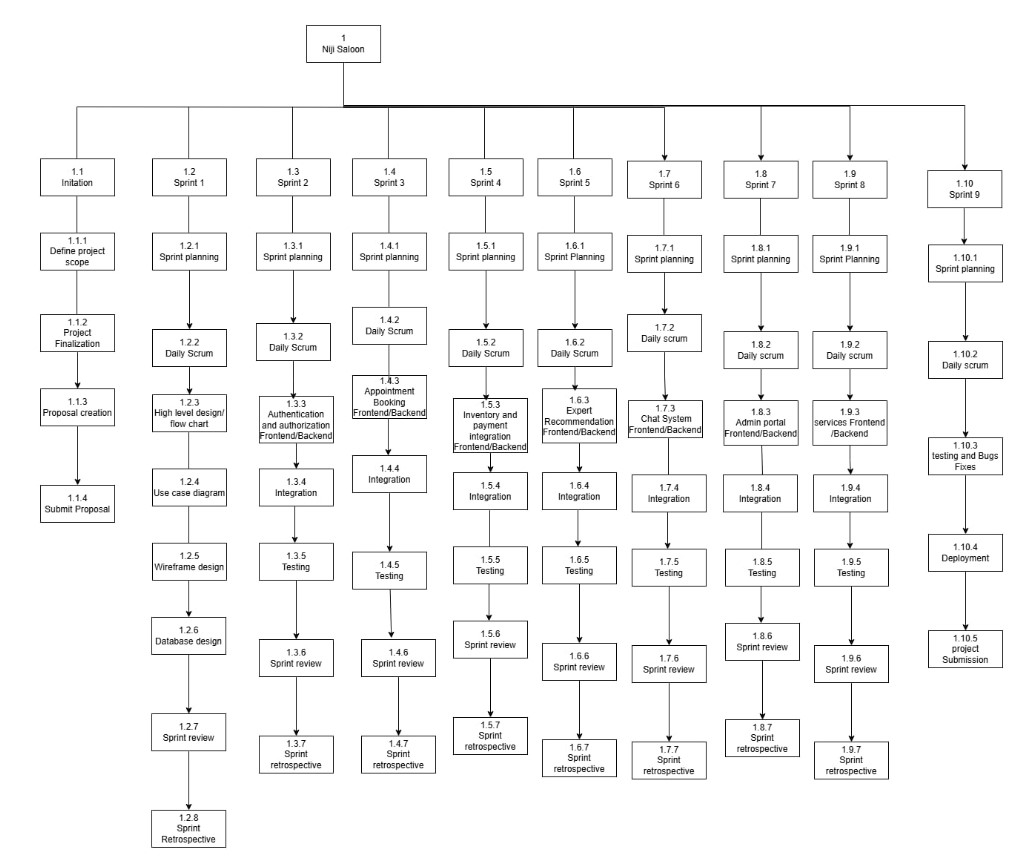 1
Niji Saloon
1.1
Initation
1.2
Sprint 1
1.3
Sprint 2
1.4
Sprint 3
1.5
Sprint 4
1.6
Sprint 5
1.7
Sprint 6
1.8
Sprint 7
1.9
Sprint 8
1.10
Sprint 9
1.1.1
Define project
scope
1.1.2
Project
Finalization
1.1.3
Proposal creation
1.1.4
Submit Proposal
1.2.1
Sprint planning
1.2.2
Daily Scrum
1.2.3
High level design/
flow chart
1.2.4
Use case diagram
1.2.5
Wireframe design
1.2.6
Database design
1.2.7
Sprint review
1.2.8
Sprint
Retrospective
1.3.1
Sprint planning
1.3.2
Daily Scrum
1.3.3
Authentication
and authorization
Frontend/Backend
1.3.4
Integration
1.3.5
Testing
1.3.6
Sprint review
1.3.7
Sprint
retrospective
1.4.1
Sprint planning
1.4.2
Daily Scrum
1.4.3
Appointment
Booking
Frontend/Backend
1.4.4
Integration
1.4.5
Testing
1.4.6
Sprint review
1.4.7
Sprint
retrospective
1.5.1
Sprint planning
1.5.2
Daily Scrum
1.5.3
Inventory and
payment
integration
Frontend/Backend
1.5.4
Integration
1.5.5
Testing
1.5.6
Sprint review
1.5.7
Sprint
retrospective
1.6.1
Sprint Planning
1.6.2
Daily Scrum
1.6.3
Expert
Recommendation
Frontend/Backend
1.6.4
Integration
1.6.5
Testing
1.6.6
Sprint review
1.6.7
Sprint
retrospective
1.7.1
Sprint planning
1.7.2
Daily scrum
1.7.3
Chat System
Frontend/Backend
1.7.4
Integration
1.7.5
Testing
1.7.6
Sprint review
1.7.7
Sprint
retrospective
1.8.1
Sprint planning
1.8.2
Daily scrum
1.8.3
Admin portal
Frontend/Backend
1.8.4
Integration
1.8.5
Testing
1.8.6
Sprint review
1.8.7
Sprint
retrospective
1.9.1
Sprint Planning
1.9.2
Daily scrum
1.9.3
services Frontend
/Backend
1.9.4
Integration
1.9.5
Testing
1.9.6
Sprint review
1.9.7
Sprint
retrospective
1.10.1
Sprint planning
1.10.2
Daily scrum
1.10.3
testing and Bugs
Fixes
1.10.4
Deployment
1.10.5
project
Submission